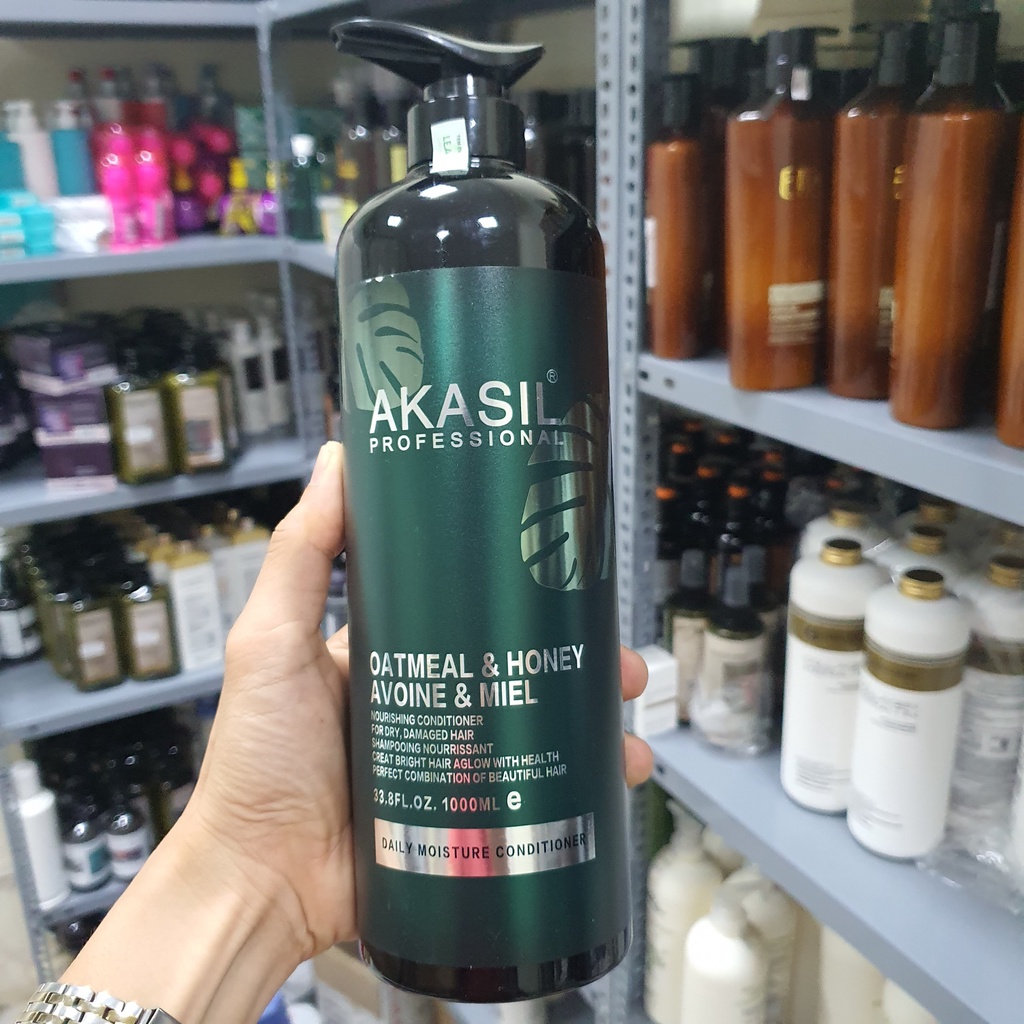 AKASIL®
PROFESSIONAL
OATMEAL & HONEY
AVOINE & MIEL
NOURISHING CONDITIONER
FOR DRY, DAMAGED HAIR
SHAMPOOING NOURRISSANT
CREAT BRIGHT HAIR AGLOW WITH HEALTH
PERFECT COMBINATION OF BEAUTIFUL HAIR
33.8FL.OZ, 1000ML e
DAILY MOISTURE CONDITIONER